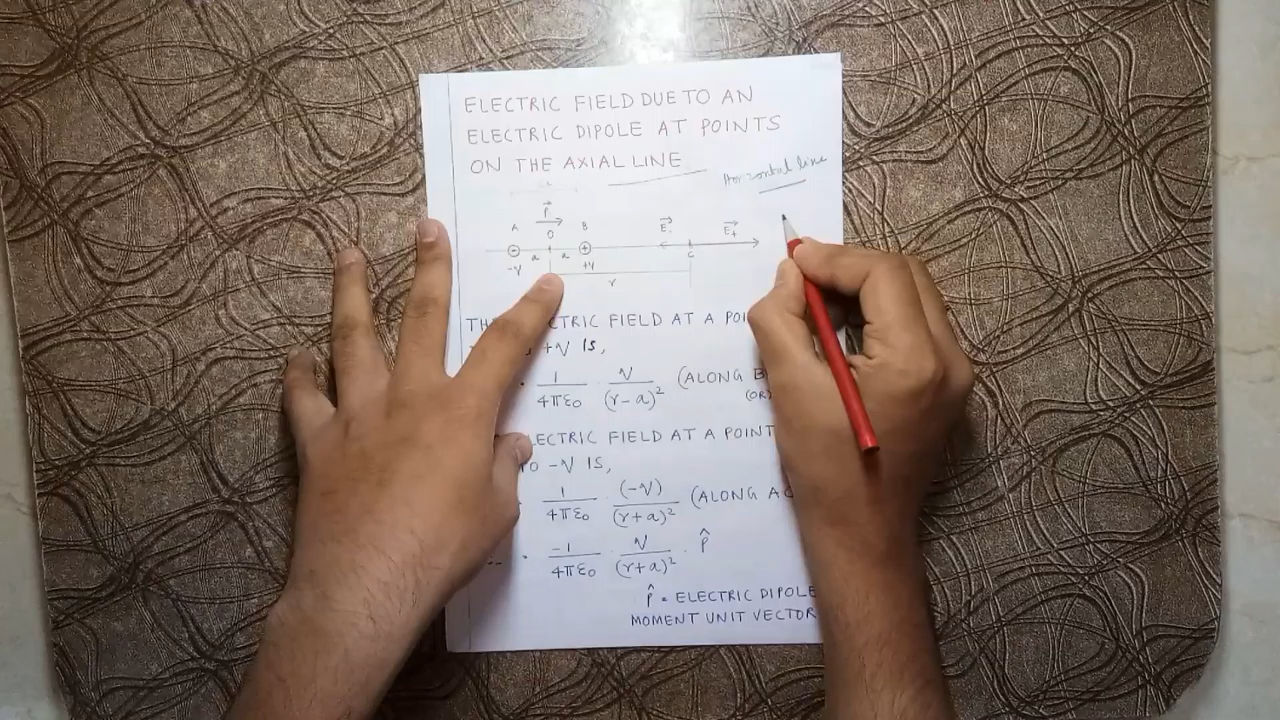 ELECTRIC FIELD DUE TO AN
ELECTRIC DIPOLE AT POINTS
ON THE AXIAL LINE
Horizontal line
2a
P⃗
A O B E⃗₋ E⃗₊
a a C
-q +q
r
ELECTRIC FIELD AT A
+q IS,
1/4πε₀ · q/(r-a)² (ALONG B
(OR)
ELECTRIC FIELD AT A POINT
TO -q IS,
1/4πε₀ · (-q)/(r+a)² (ALONG AC
-1/4πε₀ · q/(r+a)² · p̂
p̂ = ELECTRIC DIPOLE
MOMENT UNIT VECTOR